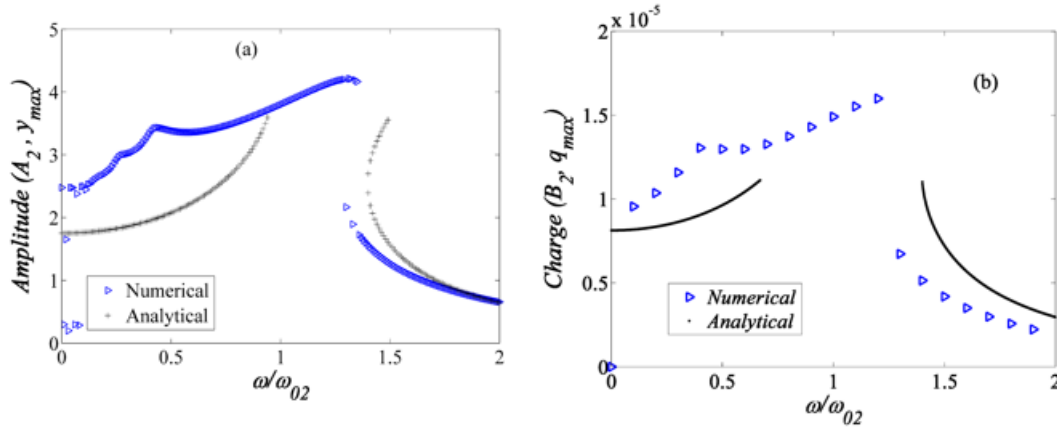 (a)
Amplitude (A2, ymax)
5
4
3
2
1
0
Numerical
Analytical
0 0.5 1 1.5 2
ω/ω02
2 x 10-5
(b)
Charge (B2, qmax)
1.5
1
0.5
0
Numerical
Analytical
0 0.5 1 1.5 2
ω/ω02